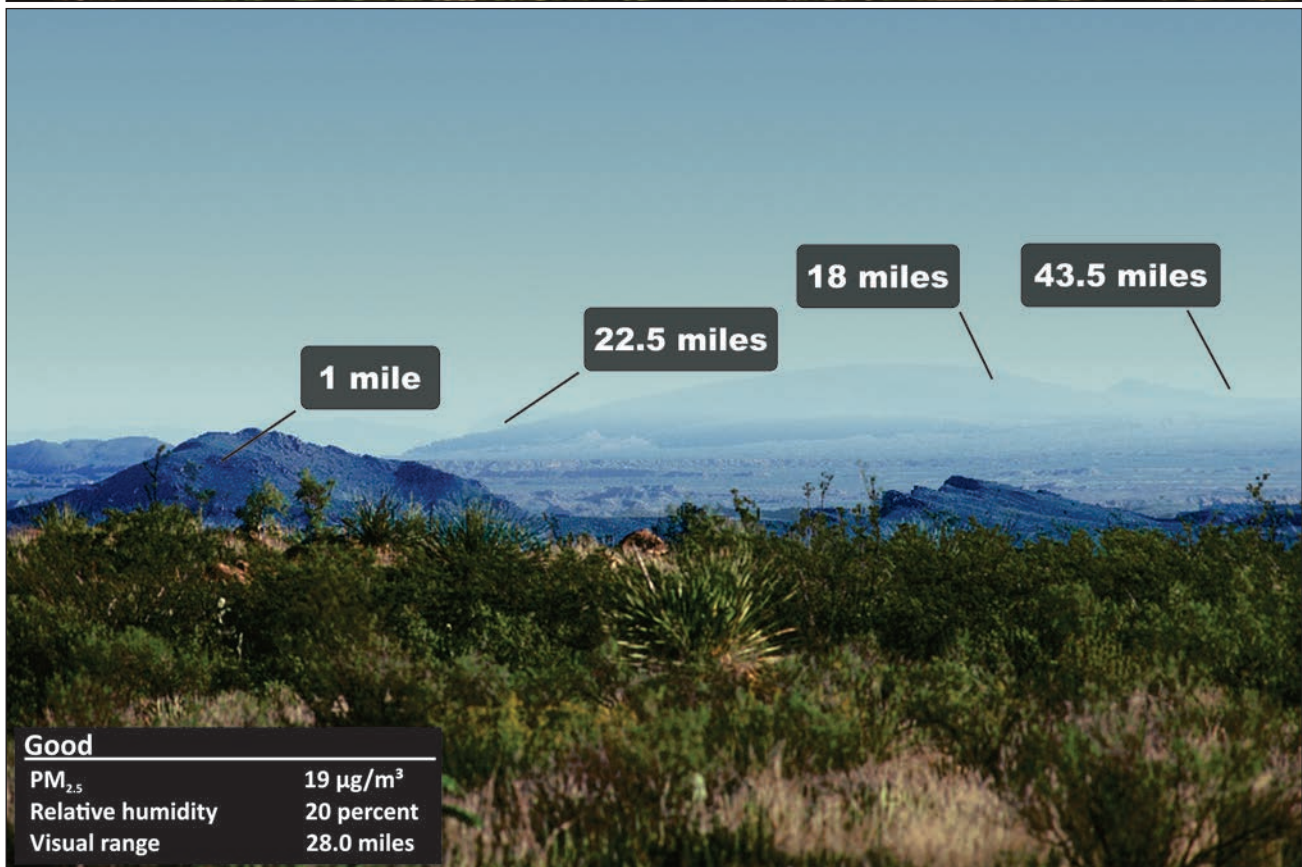 18 miles
43.5 miles
22.5 miles
1 mile
Good
PM₂.₅ 19 µg/m³
Relative humidity 20 percent
Visual range 28.0 miles